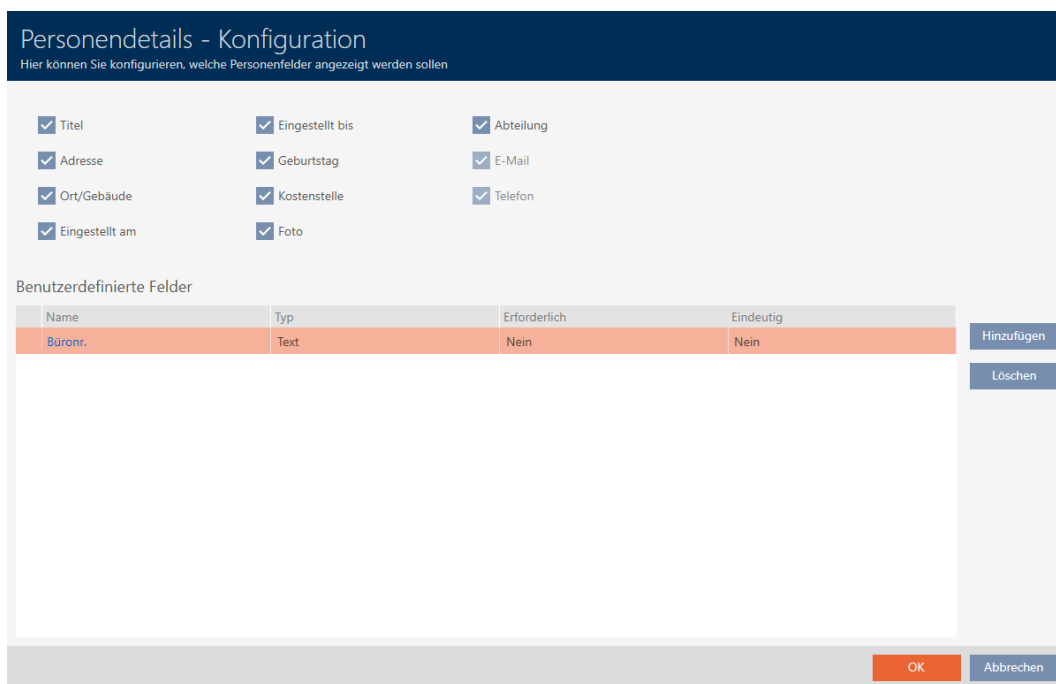 Personendetails - Konfiguration
Hier können Sie konfigurieren, welche Personenfelder angezeigt werden sollen
Titel Eingestellt bis Abteilung
Adresse Geburtstag E-Mail
Ort/Gebäude Kostenstelle Telefon
Eingestellt am Foto
Benutzerdefinierte Felder
Name Typ Erforderlich Eindeutig
Büronr. Text Nein Nein
Hinzufügen
Löschen
OK Abbrechen